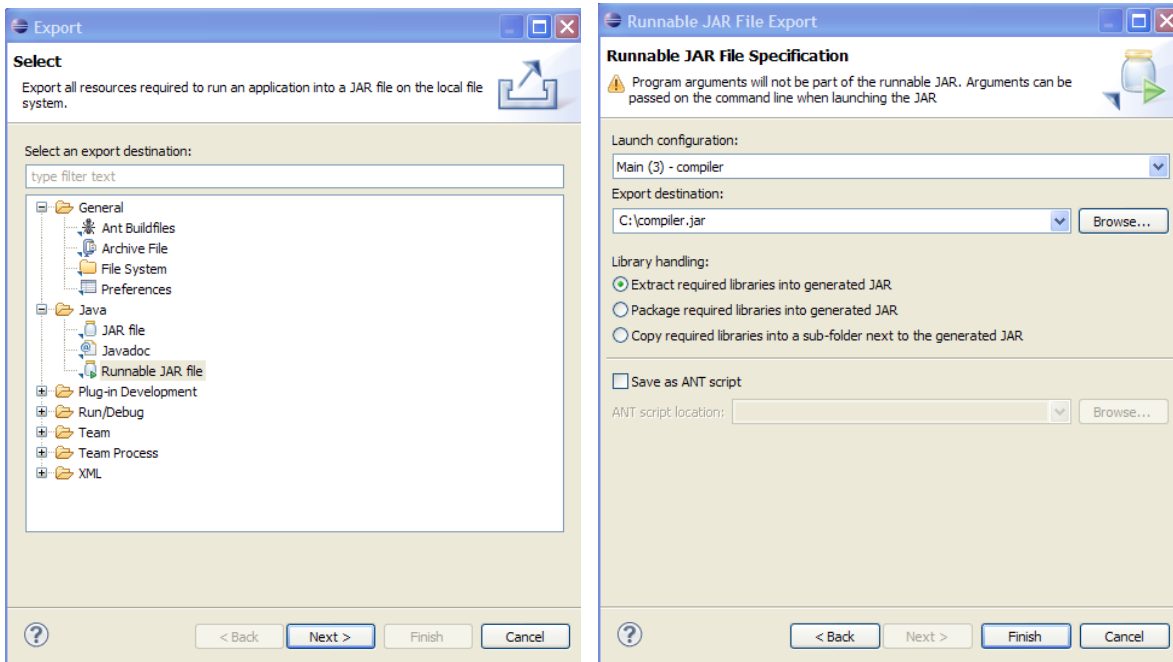 Export
Select
Export all resources required to run an application into a JAR file on the local file
system.
Select an export destination:
type filter text
General
Ant Buildfiles
Archive File
File System
Preferences
Java
JAR file
Javadoc
Runnable JAR file
Plug-in Development
Run/Debug
Team
Team Process
XML
< Back
Next >
Finish
Cancel
Runnable JAR File Export
Runnable JAR File Specification
Program arguments will not be part of the runnable JAR. Arguments can be
passed on the command line when launching the JAR
Launch configuration:
Main (3) - compiler
Export destination:
C:\compiler.jar
Browse...
Library handling:
Extract required libraries into generated JAR
Package required libraries into generated JAR
Copy required libraries into a sub-folder next to the generated JAR
Save as ANT script
ANT script location:
Browse...
< Back
Next >
Finish
Cancel